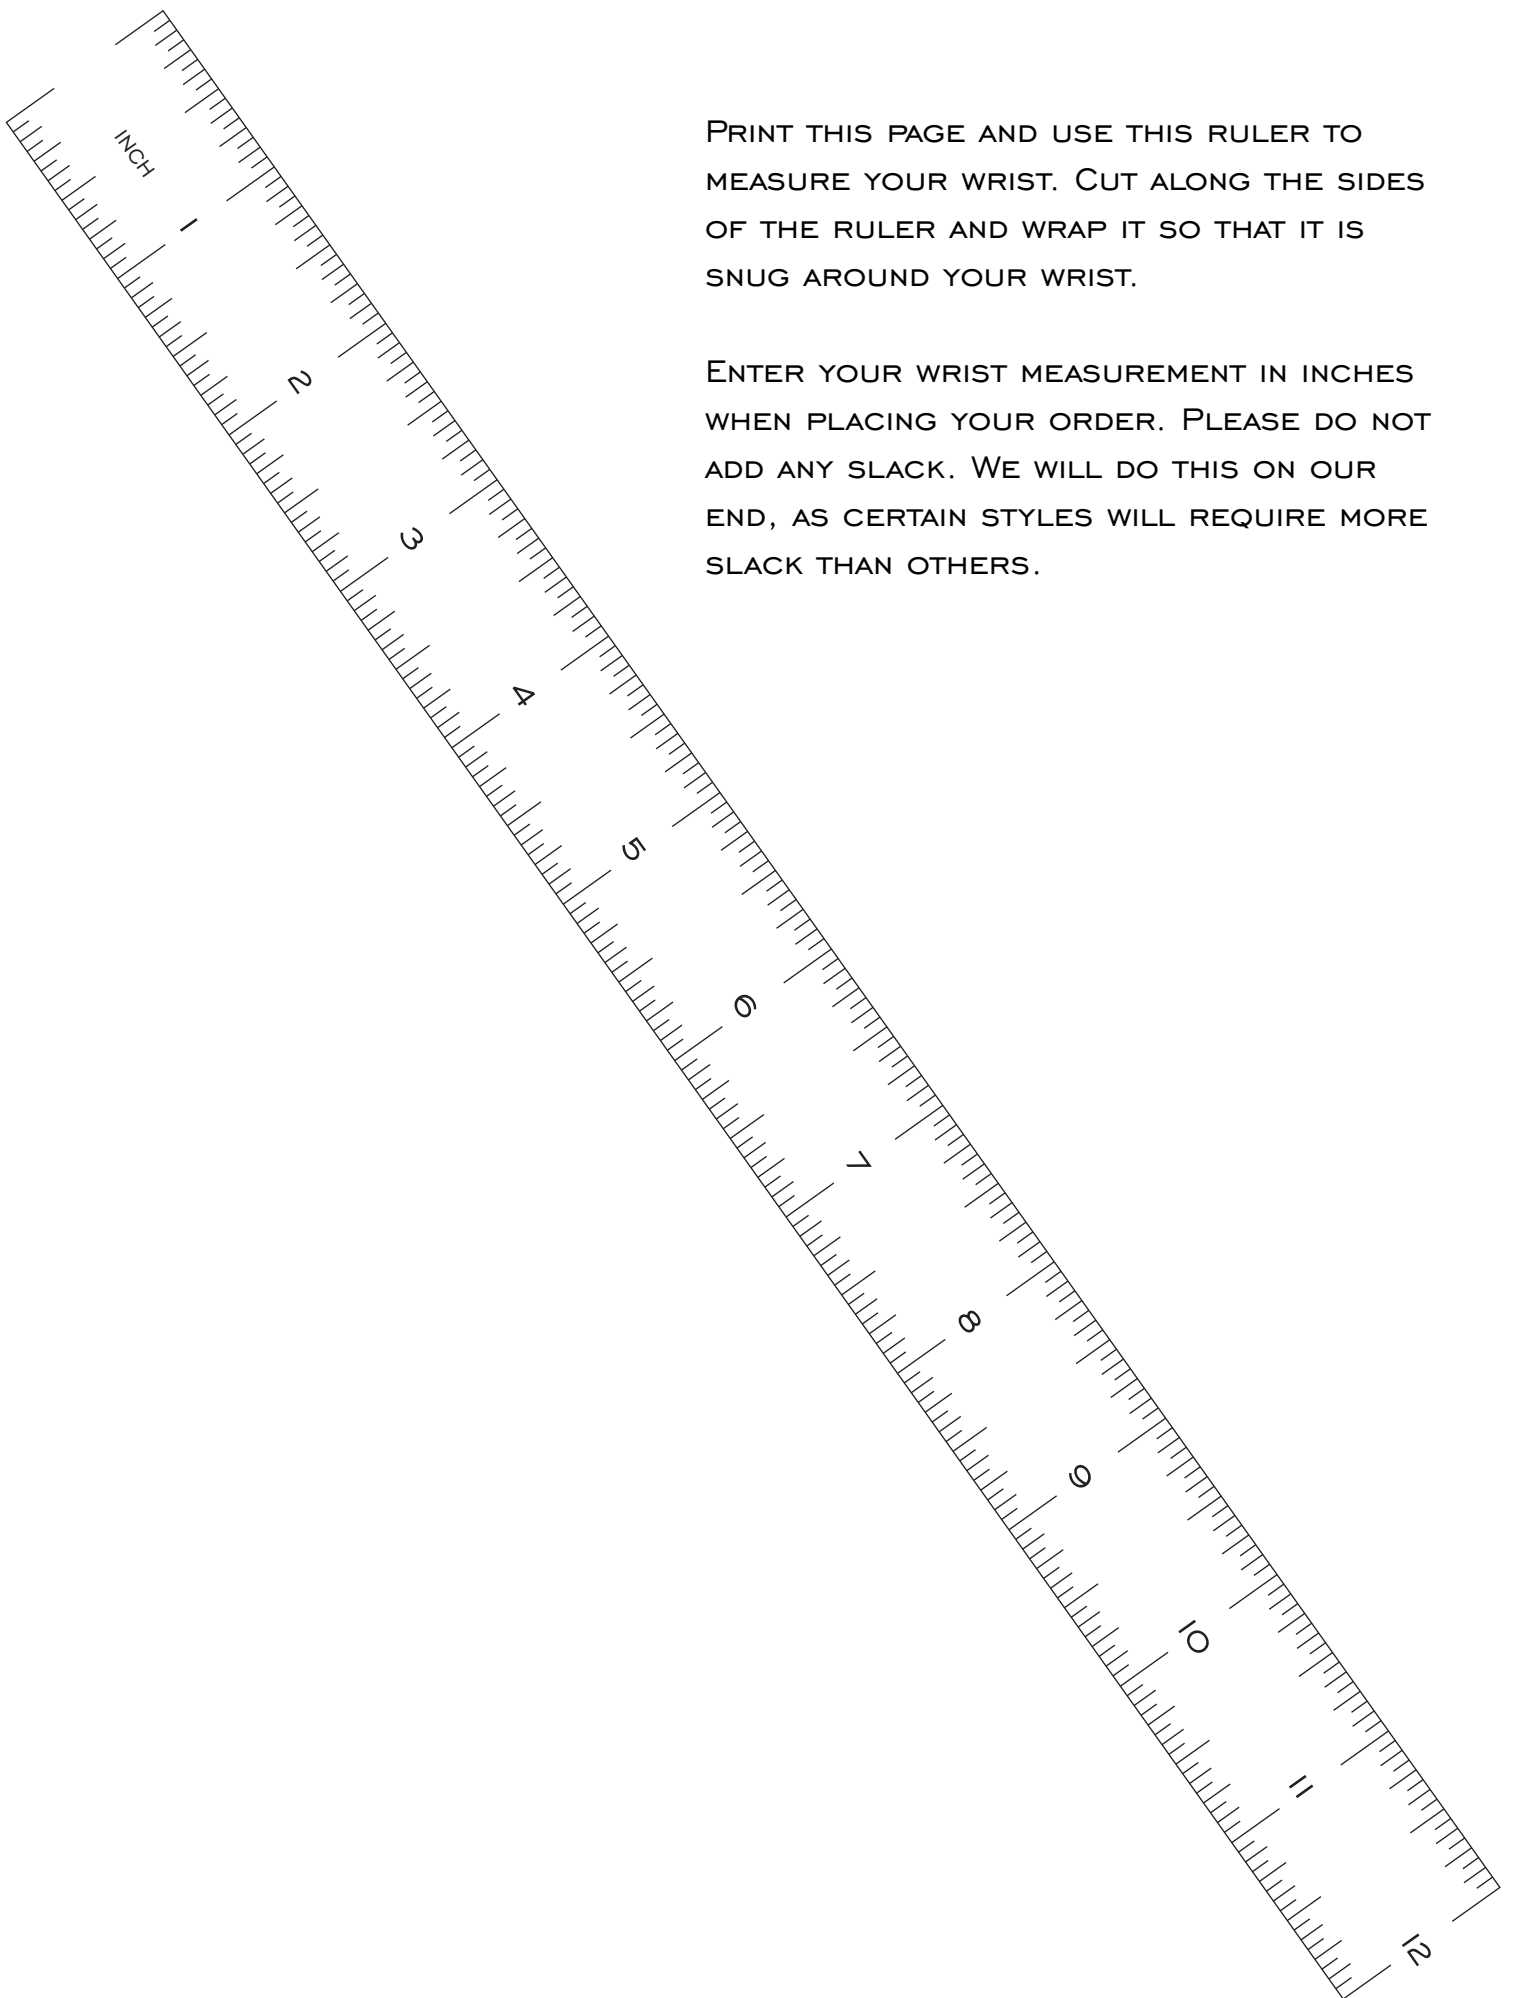 Print this page and use this ruler to
measure your wrist. Cut along the sides
of the ruler and wrap it so that it is
snug around your wrist.
Enter your wrist measurement in inches
when placing your order. Please do not
add any slack. We will do this on our
end, as certain styles will require more
slack than others.
INCH
1
2
3
4
5
6
7
8
9
10
11
12